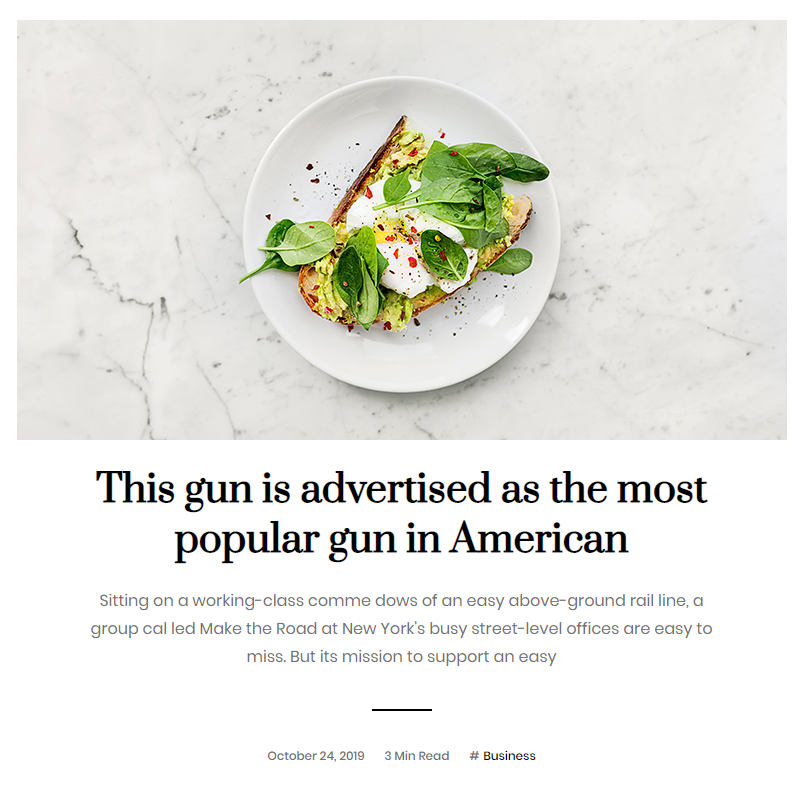 This gun is advertised as the most
popular gun in American
Sitting on a working-class comme dows of an easy above-ground rail line, a
group cal led Make the Road at New York's busy street-level offices are easy to
miss. But its mission to support an easy
October 24, 2019 3 Min Read # Business